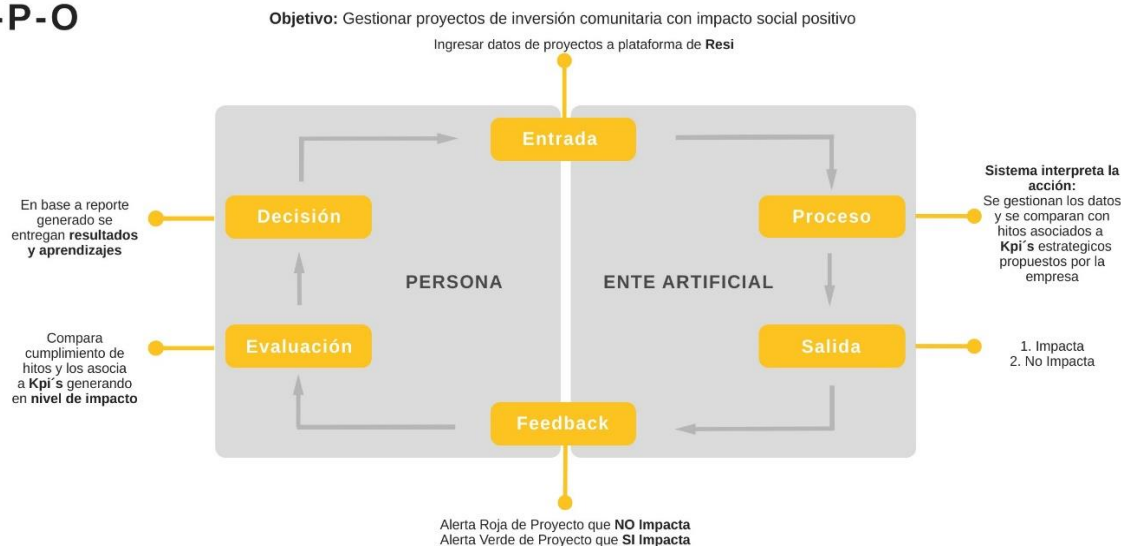 -P-O
Objetivo: Gestionar proyectos de inversión comunitaria con impacto social positivo
Ingresar datos de proyectos a plataforma de Resi
Entrada
Decisión
En base a reporte
generado se
entregan resultados
y aprendizajes
Proceso
Sistema interpreta la
acción:
Se gestionan los datos
y se comparan con
hitos asociados a
Kpi´s estrategicos
propuestos por la
empresa
PERSONA
ENTE ARTIFICIAL
Evaluación
Compara
cumplimiento de
hitos y los asocia
a Kpi´s generando
en nivel de impacto
Salida
1. Impacta
2. No Impacta
Feedback
Alerta Roja de Proyecto que NO Impacta
Alerta Verde de Proyecto que SI Impacta